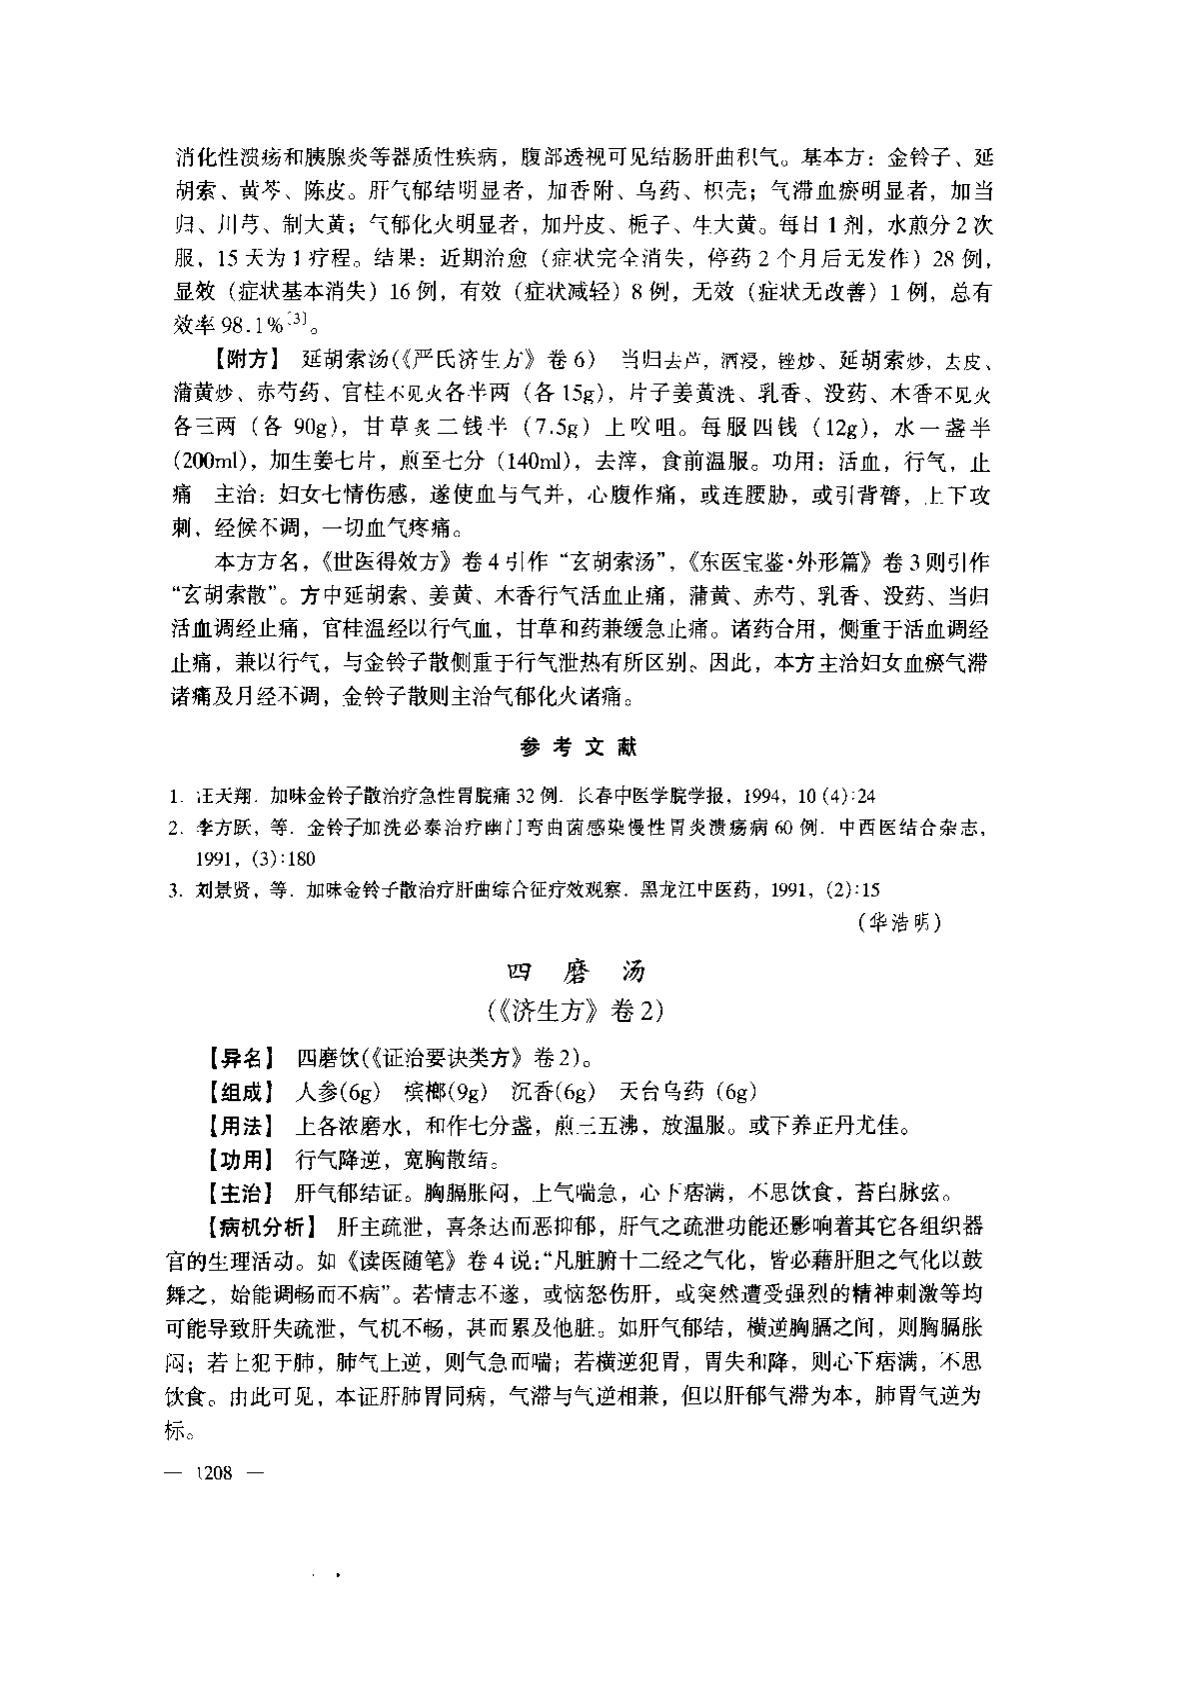 消化性溃疡和胰腺炎等器质性疾病，腹部透视可见结肠肝曲积气。基本方：金铃子、延
胡索、黄芩、陈皮。肝气郁结明显者，加香附、乌药、枳壳；气滞血瘀明显者，加当
归、川芎、制大黄；气郁化火明显者，加丹皮、栀子、生大黄。每日1剂，水煎分2次
服，15天为1疗程。结果：近期治愈（症状完全消失，停药2个月后无发作）28例，
显效（症状基本消失）16例，有效（症状减轻）8例，无效（症状无改善）1例，总有
效率98.1%[3]。
【附方】 延胡索汤(《严氏济生方》卷6) 当归去芦，酒浸，锉炒、延胡索炒，去皮、
蒲黄炒、赤芍药、官桂不见火各半两（各15g），片子姜黄洗、乳香、没药、木香不见火
各三两（各90g），甘草炙二钱半（7.5g）上㕮咀。每服四钱（12g），水一盏半
(200ml)，加生姜七片，煎至七分（140ml），去滓，食前温服。功用：活血，行气，止
痛 主治：妇女七情伤感，遂使血与气并，心腹作痛，或连腰胁，或引背膂，上下攻
刺，经候不调，一切血气疼痛。
本方方名，《世医得效方》卷4引作“玄胡索汤”，《东医宝鉴·外形篇》卷3则引作
“玄胡索散”。方中延胡索、姜黄、木香行气活血止痛，蒲黄、赤芍、乳香、没药、当归
活血调经止痛，官桂温经以行气血，甘草和药兼缓急止痛。诸药合用，侧重于活血调经
止痛，兼以行气，与金铃子散侧重于行气泄热有所区别。因此，本方主治妇女血瘀气滞
诸痛及月经不调，金铃子散则主治气郁化火诸痛。
参考文献
1. 汪天翔．加味金铃子散治疗急性胃脘痛32例．长春中医学院学报，1994，10(4):24
2. 李方跃，等．金铃子加洗必泰治疗幽门弯曲菌感染慢性胃炎溃疡病60例．中西医结合杂志，
1991，(3):180
3. 刘景贤，等．加味金铃子散治疗肝曲综合征疗效观察．黑龙江中医药，1991，(2):15
（华浩明）
四磨汤
(《济生方》卷2)
【异名】 四磨饮(《证治要诀类方》卷2)。
【组成】 人参(6g) 槟榔(9g) 沉香(6g) 天台乌药（6g）
【用法】 上各浓磨水，和作七分盏，煎三五沸，放温服。或下养正丹尤佳。
【功用】 行气降逆，宽胸散结。
【主治】 肝气郁结证。胸膈胀闷，上气喘急，心下痞满，不思饮食，苔白脉弦。
【病机分析】 肝主疏泄，喜条达而恶抑郁，肝气之疏泄功能还影响着其它各组织器
官的生理活动。如《读医随笔》卷4说：“凡脏腑十二经之气化，皆必藉肝胆之气化以鼓
舞之，始能调畅而不病”。若情志不遂，或恼怒伤肝，或突然遭受强烈的精神刺激等均
可能导致肝失疏泄，气机不畅，甚而累及他脏。如肝气郁结，横逆胸膈之间，则胸膈胀
闷；若上犯于肺，肺气上逆，则气急而喘；若横逆犯胃，胃失和降，则心下痞满，不思
饮食。由此可见，本证肝肺胃同病，气滞与气逆相兼，但以肝郁气滞为本，肺胃气逆为
标。
— 1208 —